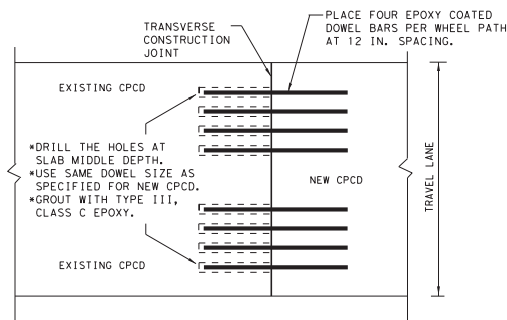 TRANSVERSE
CONSTRUCTION
JOINT
PLACE FOUR EPOXY COATED
DOWEL BARS PER WHEEL PATH
AT 12 IN. SPACING.
EXISTING CPCD
*DRILL THE HOLES AT
SLAB MIDDLE DEPTH.
*USE SAME DOWEL SIZE AS
SPECIFIED FOR NEW CPCD.
*GROUT WITH TYPE III,
CLASS C EPOXY.
NEW CPCD
TRAVEL LANE
EXISTING CPCD